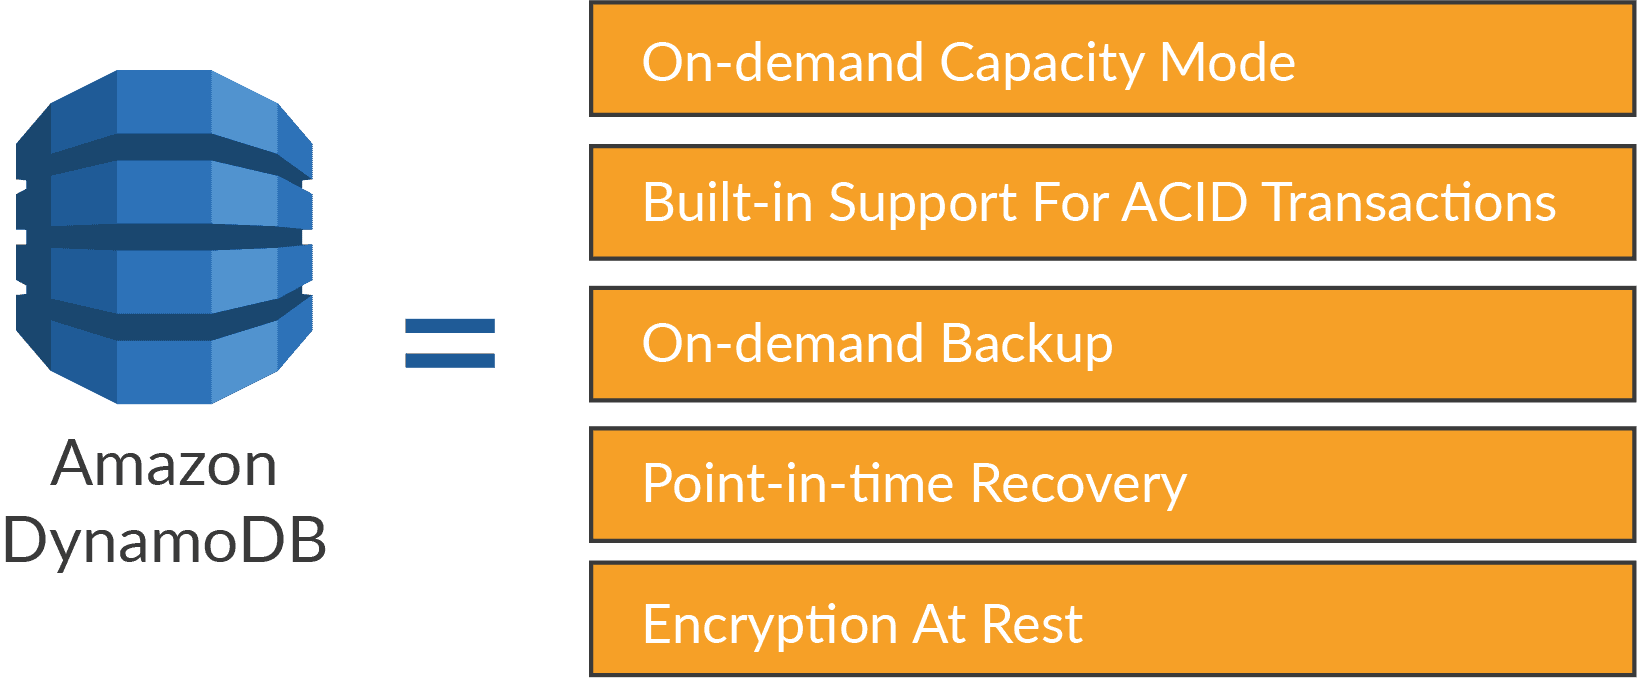 On-demand Capacity Mode
Built-in Support For ACID Transactions
=
On-demand Backup
Amazon
Point-in-time Recovery
DynamoDB
Encryption At Rest